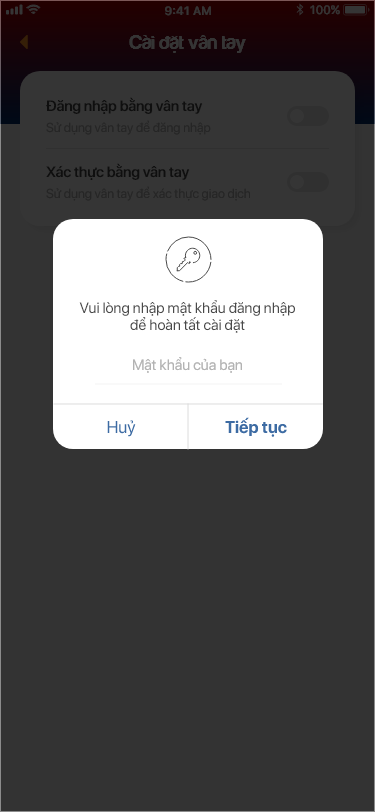 9:41 AM
100%
Cài đặt vân tay
Đăng nhập bằng vân tay
Sử dụng vân tay để đăng nhập
Xác thực bằng vân tay
Sử dụng vân tay để xác thực giao dịch
Vui lòng nhập mật khẩu đăng nhập
để hoàn tất cài đặt
Mật khẩu của bạn
Huỷ
Tiếp tục